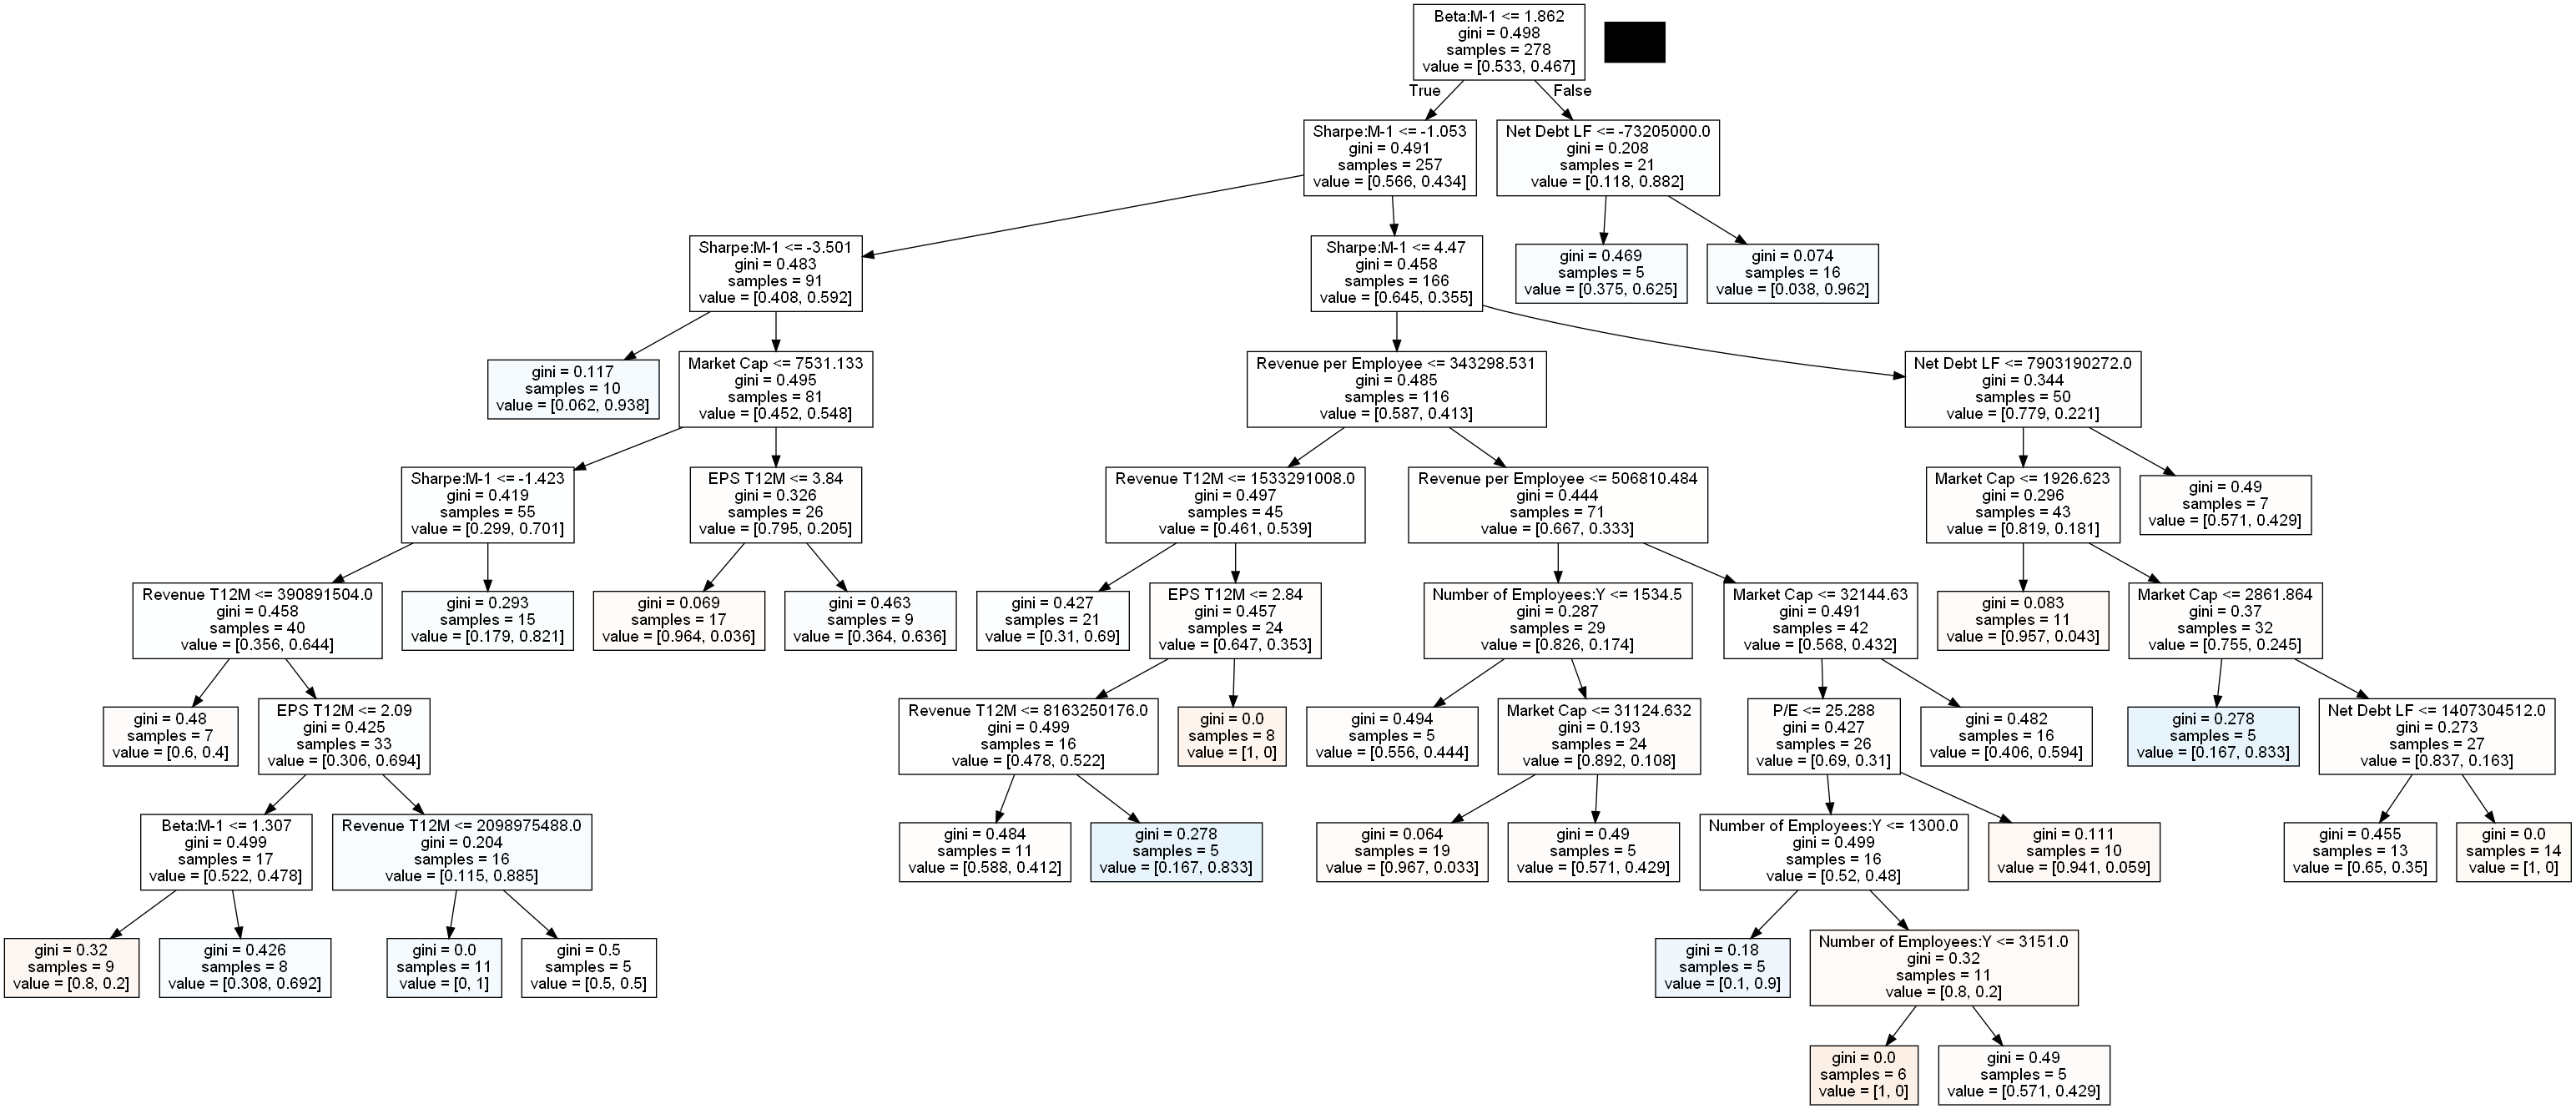 Beta:M-1 <= 1.862
gini = 0.498
samples = 278
value = [0.533, 0.467]
True
False
Sharpe:M-1 <= -1.053
gini = 0.491
samples = 257
value = [0.566, 0.434]
Net Debt LF <= -73205000.0
gini = 0.208
samples = 21
value = [0.118, 0.882]
Sharpe:M-1 <= -3.501
gini = 0.483
samples = 91
value = [0.408, 0.592]
Sharpe:M-1 <= 4.47
gini = 0.458
samples = 166
value = [0.645, 0.355]
gini = 0.469
samples = 5
value = [0.375, 0.625]
gini = 0.074
samples = 16
value = [0.038, 0.962]
gini = 0.117
samples = 10
value = [0.062, 0.938]
Market Cap <= 7531.133
gini = 0.495
samples = 81
value = [0.452, 0.548]
Revenue per Employee <= 343298.531
gini = 0.485
samples = 116
value = [0.587, 0.413]
Net Debt LF <= 7903190272.0
gini = 0.344
samples = 50
value = [0.779, 0.221]
Sharpe:M-1 <= -1.423
gini = 0.419
samples = 55
value = [0.299, 0.701]
EPS T12M <= 3.84
gini = 0.326
samples = 26
value = [0.795, 0.205]
Revenue T12M <= 1533291008.0
gini = 0.497
samples = 45
value = [0.461, 0.539]
Revenue per Employee <= 506810.484
gini = 0.444
samples = 71
value = [0.667, 0.333]
Market Cap <= 1926.623
gini = 0.296
samples = 43
value = [0.819, 0.181]
gini = 0.49
samples = 7
value = [0.571, 0.429]
Revenue T12M <= 390891504.0
gini = 0.458
samples = 40
value = [0.356, 0.644]
gini = 0.293
samples = 15
value = [0.179, 0.821]
gini = 0.069
samples = 17
value = [0.964, 0.036]
gini = 0.463
samples = 9
value = [0.364, 0.636]
gini = 0.427
samples = 21
value = [0.31, 0.69]
EPS T12M <= 2.84
gini = 0.457
samples = 24
value = [0.647, 0.353]
Number of Employees:Y <= 1534.5
gini = 0.287
samples = 29
value = [0.826, 0.174]
Market Cap <= 32144.63
gini = 0.491
samples = 42
value = [0.568, 0.432]
gini = 0.083
samples = 11
value = [0.957, 0.043]
Market Cap <= 2861.864
gini = 0.37
samples = 32
value = [0.755, 0.245]
gini = 0.48
samples = 7
value = [0.6, 0.4]
EPS T12M <= 2.09
gini = 0.425
samples = 33
value = [0.306, 0.694]
Revenue T12M <= 8163250176.0
gini = 0.499
samples = 16
value = [0.478, 0.522]
gini = 0.0
samples = 8
value = [1, 0]
gini = 0.494
samples = 5
value = [0.556, 0.444]
Market Cap <= 31124.632
gini = 0.193
samples = 24
value = [0.892, 0.108]
P/E <= 25.288
gini = 0.427
samples = 26
value = [0.69, 0.31]
gini = 0.482
samples = 16
value = [0.406, 0.594]
gini = 0.278
samples = 5
value = [0.167, 0.833]
Net Debt LF <= 1407304512.0
gini = 0.273
samples = 27
value = [0.837, 0.163]
Beta:M-1 <= 1.307
gini = 0.499
samples = 17
value = [0.522, 0.478]
Revenue T12M <= 2098975488.0
gini = 0.204
samples = 16
value = [0.115, 0.885]
gini = 0.484
samples = 11
value = [0.588, 0.412]
gini = 0.278
samples = 5
value = [0.167, 0.833]
gini = 0.064
samples = 19
value = [0.967, 0.033]
gini = 0.49
samples = 5
value = [0.571, 0.429]
Number of Employees:Y <= 1300.0
gini = 0.499
samples = 16
value = [0.52, 0.48]
gini = 0.111
samples = 10
value = [0.941, 0.059]
gini = 0.455
samples = 13
value = [0.65, 0.35]
gini = 0.0
samples = 14
value = [1, 0]
gini = 0.32
samples = 9
value = [0.8, 0.2]
gini = 0.426
samples = 8
value = [0.308, 0.692]
gini = 0.0
samples = 11
value = [0, 1]
gini = 0.5
samples = 5
value = [0.5, 0.5]
gini = 0.18
samples = 5
value = [0.1, 0.9]
Number of Employees:Y <= 3151.0
gini = 0.32
samples = 11
value = [0.8, 0.2]
gini = 0.0
samples = 6
value = [1, 0]
gini = 0.49
samples = 5
value = [0.571, 0.429]